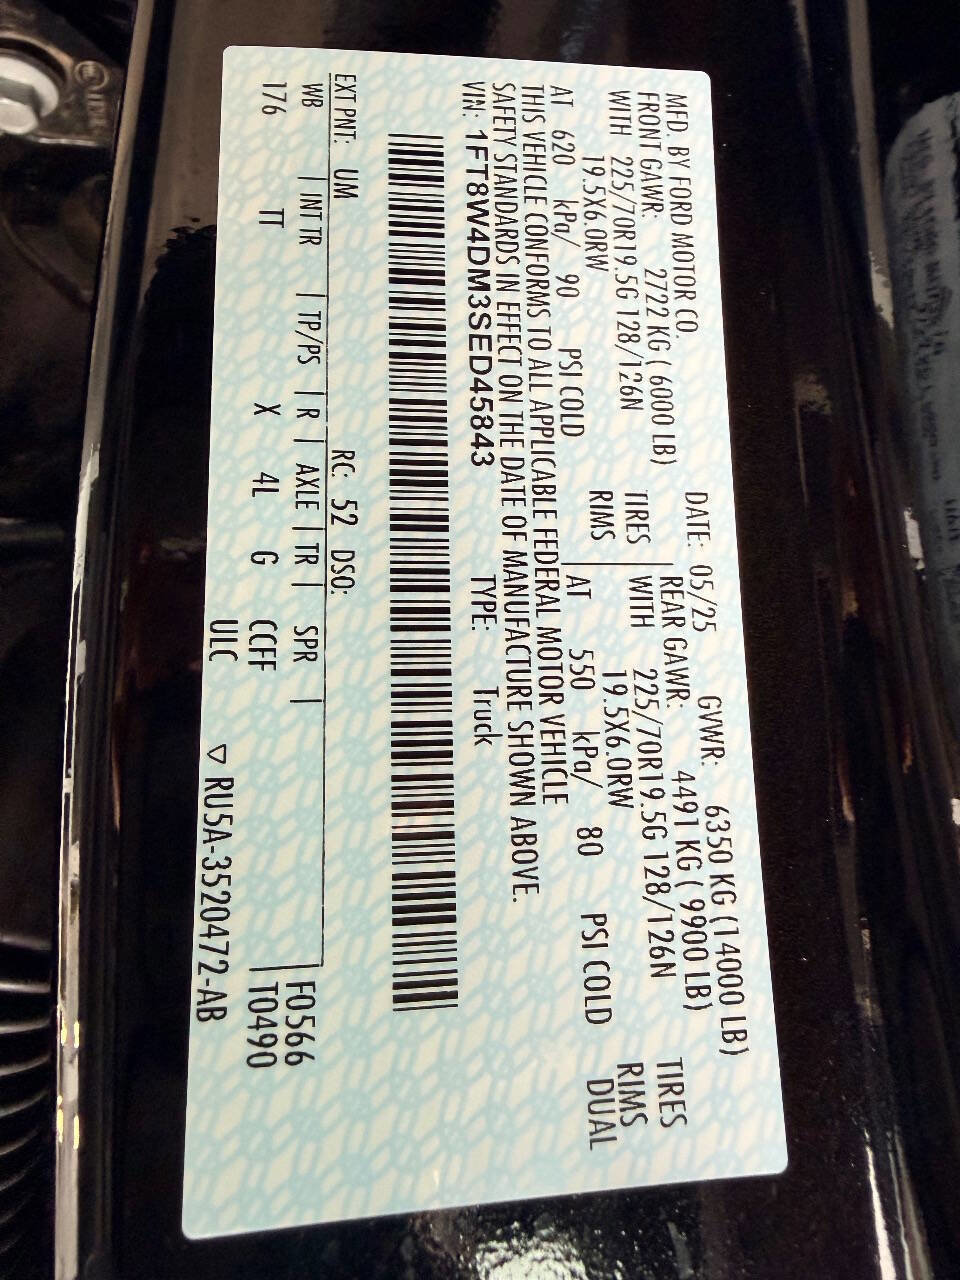 MFD. BY FORD MOTOR CO.
DATE: 05/25 GVWR: 6350 KG (14000 LB)
FRONT GAWR: 2722 KG (6000 LB) REAR GAWR: 4491 KG (9900 LB)
WITH 225/70R19.5G 128/126N TIRES WITH 225/70R19.5G 128/126N TIRES
19.5X6.0RW RIMS 19.5X6.0RW RIMS
AT 620 kPa/ 90 PSI COLD AT 550 kPa/ 80 PSI COLD DUAL
THIS VEHICLE CONFORMS TO ALL APPLICABLE FEDERAL MOTOR VEHICLE
SAFETY STANDARDS IN EFFECT ON THE DATE OF MANUFACTURE SHOWN ABOVE.
VIN: 1FT8W4DM3SED45843 TYPE: Truck
EXT PNT: UM RC: 52 DSO:
WB | INT TR | TP/PS | R | AXLE | TR | SPR | F0566
176 TT X 4L G CCFF T0490
ULC ▽ RU5A-3520472-AB